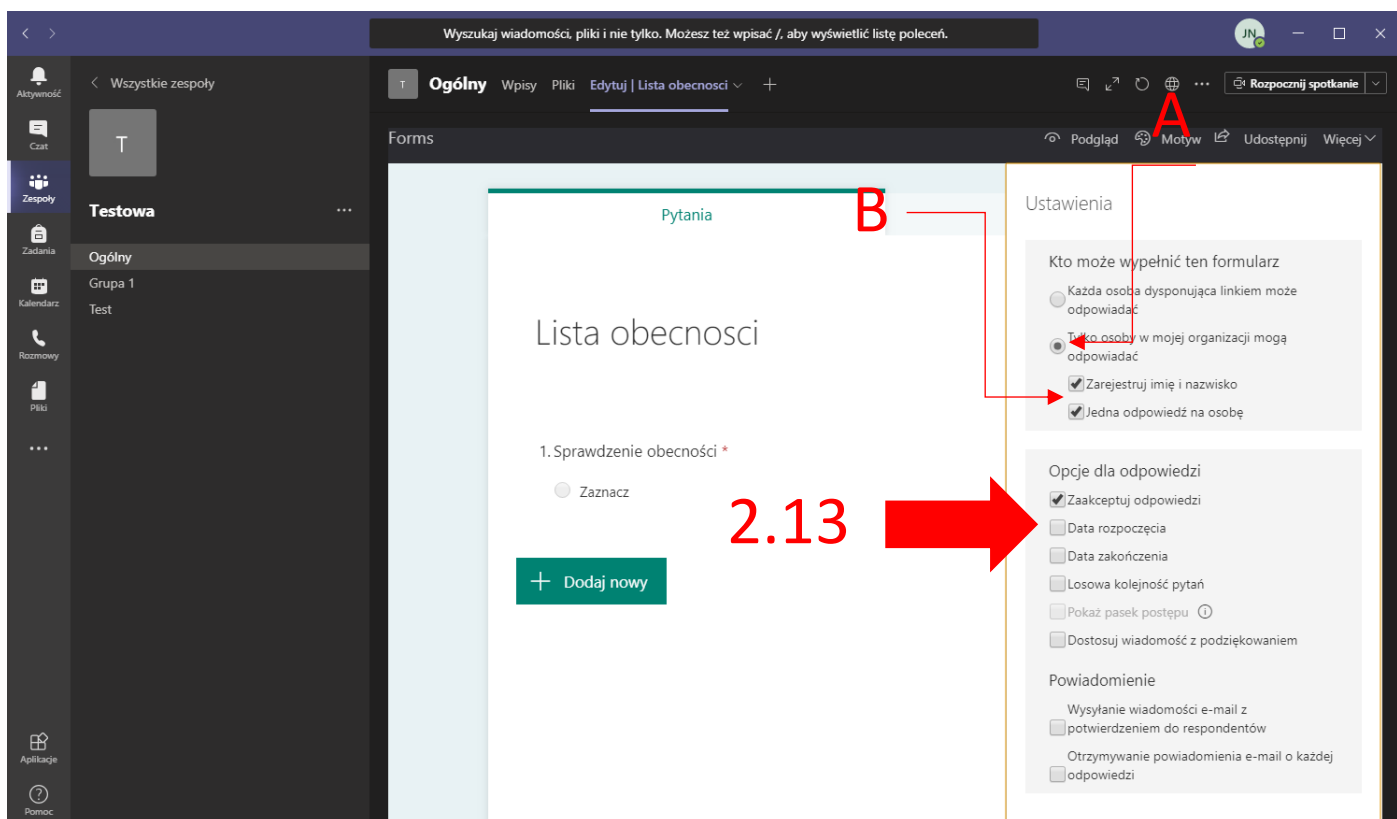 Wyszukaj wiadomości, pliki i nie tylko. Możesz też wpisać /, aby wyświetlić listę poleceń.
JN
Aktywność
Czat
Zespoły
Zadania
Kalendarz
Rozmowy
Pliki
Aplikacje
Pomoc
Wszystkie zespoły
T
Testowa
Ogólny
Grupa 1
Test
T Ogólny Wpisy Pliki Edytuj | Lista obecnosci
Rozpocznij spotkanie
A
Forms
Podgląd Motyw Udostępnij Więcej
Pytania
B
Lista obecnosci
1. Sprawdzenie obecności *
Zaznacz
2.13
Dodaj nowy
Ustawienia
Kto może wypełnić ten formularz
Każda osoba dysponująca linkiem może
odpowiadać
Tylko osoby w mojej organizacji mogą
odpowiadać
Zarejestruj imię i nazwisko
Jedna odpowiedź na osobę
Opcje dla odpowiedzi
Zaakceptuj odpowiedzi
Data rozpoczęcia
Data zakończenia
Losowa kolejność pytań
Pokaż pasek postępu
Dostosuj wiadomość z podziękowaniem
Powiadomienie
Wysyłanie wiadomości e-mail z
potwierdzeniem do respondentów
Otrzymywanie powiadomienia e-mail o każdej
odpowiedzi